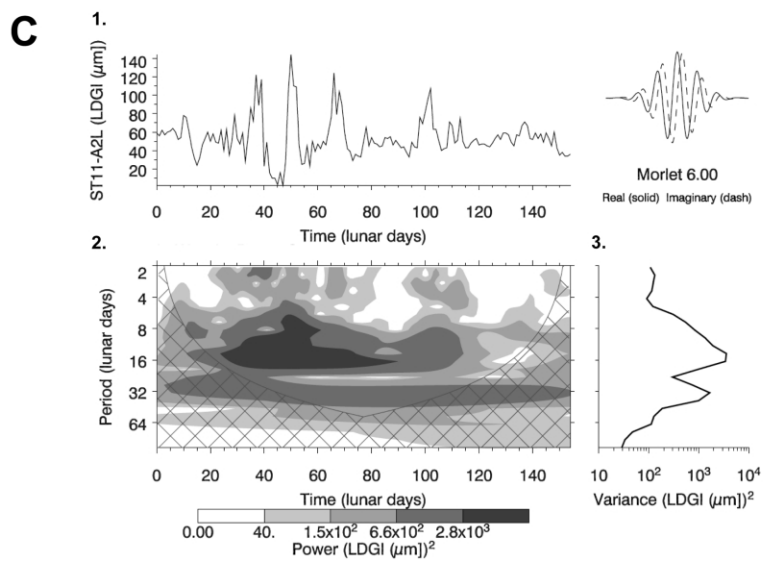 C
1.
ST11-A2L (LDGI (µm])
140
120
100
80
60
40
20
0 20 40 60 80 100 120 140
Time (lunar days)
Morlet 6.00
Real (solid) Imaginary (dash)
2.
Period (lunar days)
2
4
8
16
32
64
0 20 40 60 80 100 120 140
Time (lunar days)
0.00 40. 1.5x10² 6.6x10² 2.8x10³
Power (LDGI (µm])²
3.
10 10² 10³ 10⁴
Variance (LDGI (µm])²